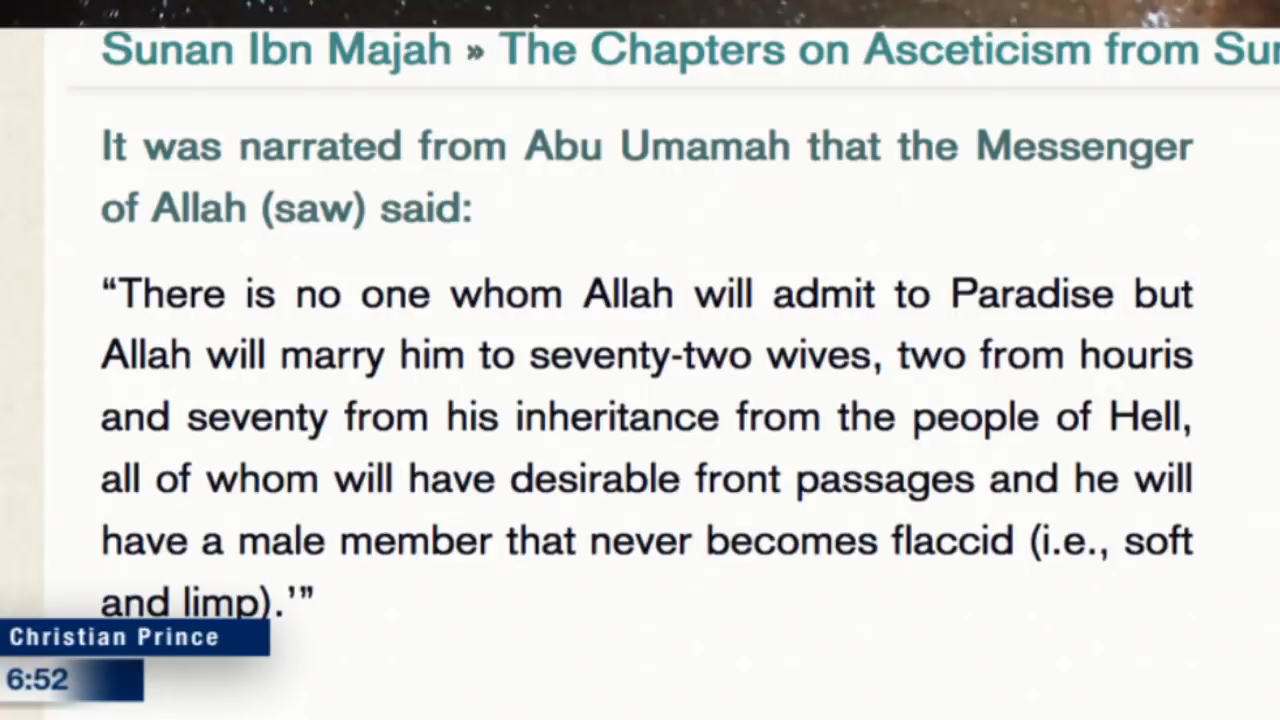 Sunan Ibn Majah » The Chapters on Asceticism from
It was narrated from Abu Umamah that the Messenger
of Allah (saw) said:
“There is no one whom Allah will admit to Paradise but
Allah will marry him to seventy-two wives, two from houris
and seventy from his inheritance from the people of Hell,
all of whom will have desirable front passages and he will
have a male member that never becomes flaccid (i.e., soft
and limp).’”
Christian Prince
6:52